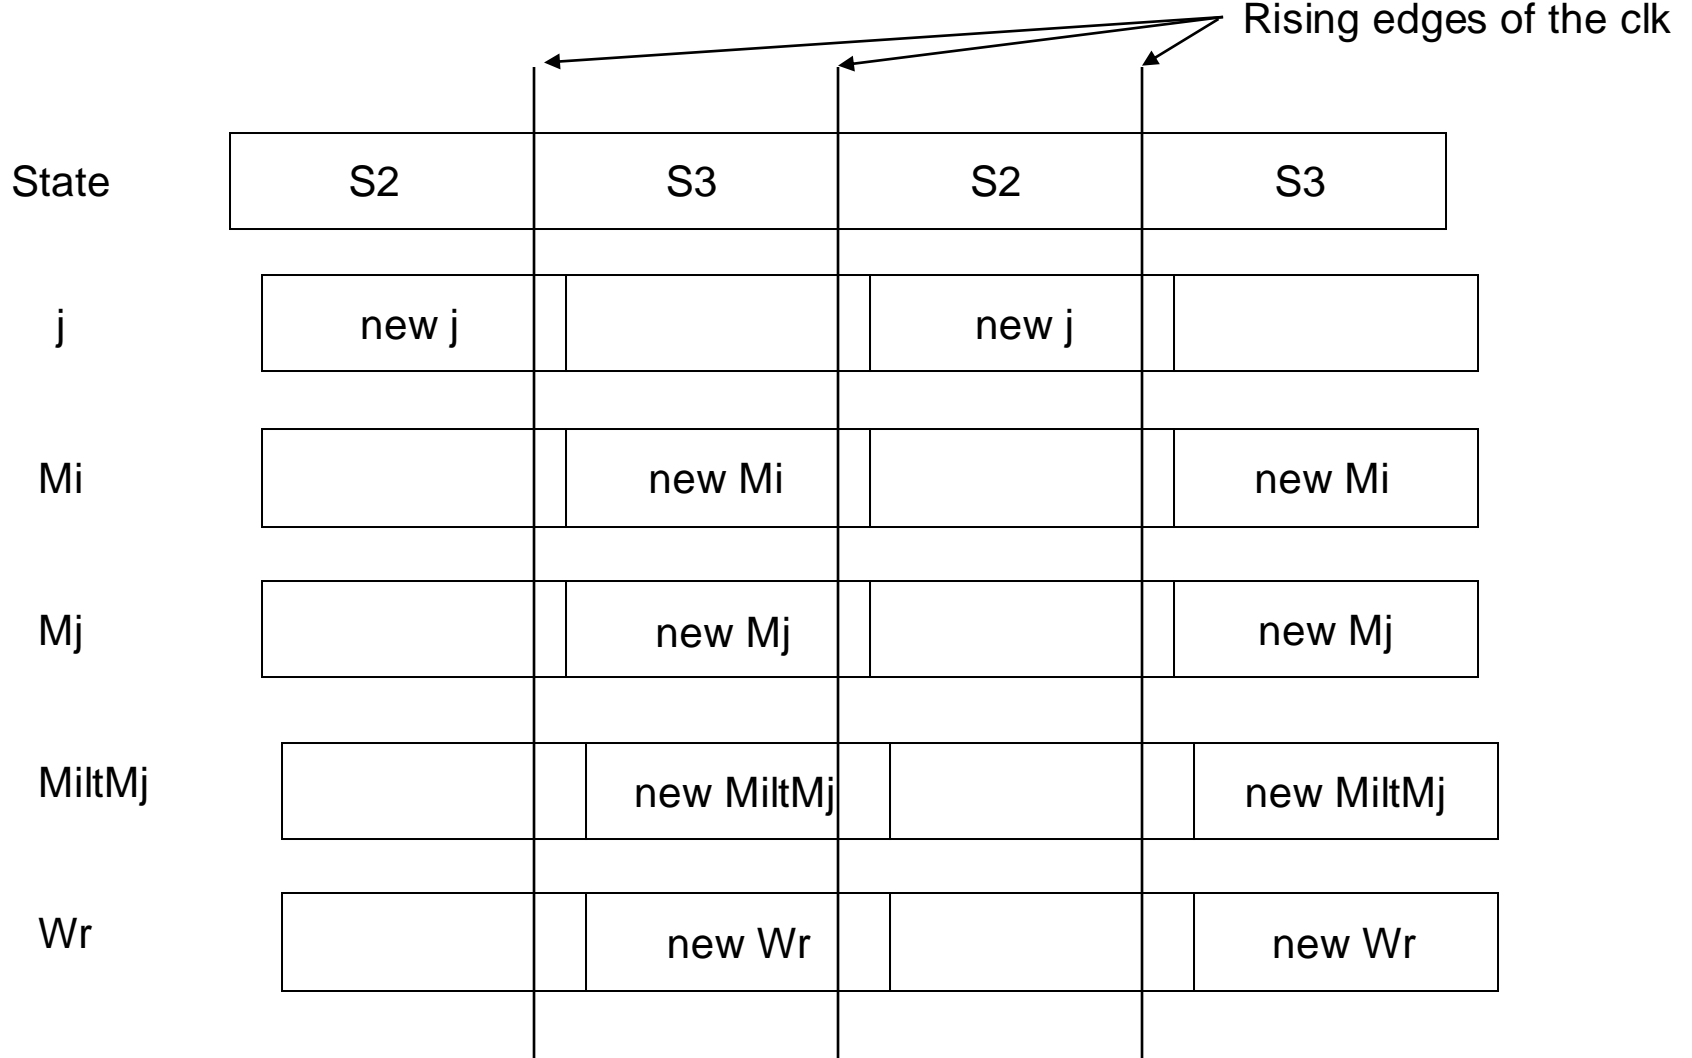 Rising edges of the clk
State S2 S3 S2 S3
j new j new j
Mi new Mi new Mi
Mj new Mj new Mj
MiltMj new MiltMj new MiltMj
Wr new Wr new Wr